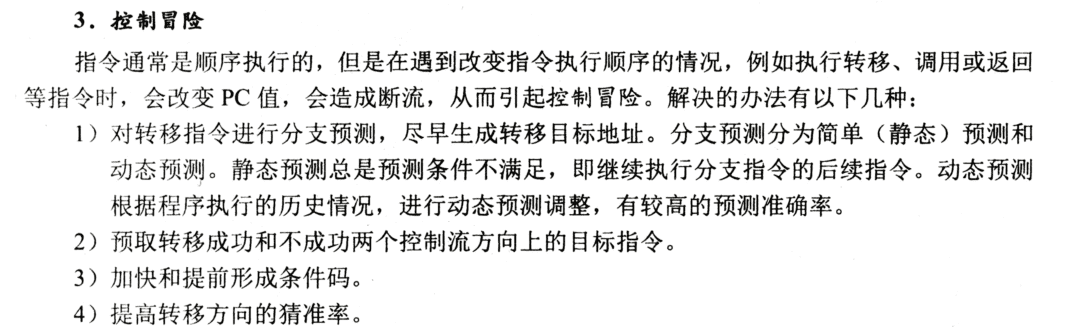 3．控制冒险
指令通常是顺序执行的，但是在遇到改变指令执行顺序的情况，例如执行转移、调用或返回
等指令时，会改变 PC 值，会造成断流，从而引起控制冒险。解决的办法有以下几种：
1）对转移指令进行分支预测，尽早生成转移目标地址。分支预测分为简单（静态）预测和
动态预测。静态预测总是预测条件不满足，即继续执行分支指令的后续指令。动态预测
根据程序执行的历史情况，进行动态预测调整，有较高的预测准确率。
2）预取转移成功和不成功两个控制流方向上的目标指令。
3）加快和提前形成条件码。
4）提高转移方向的猜准率。